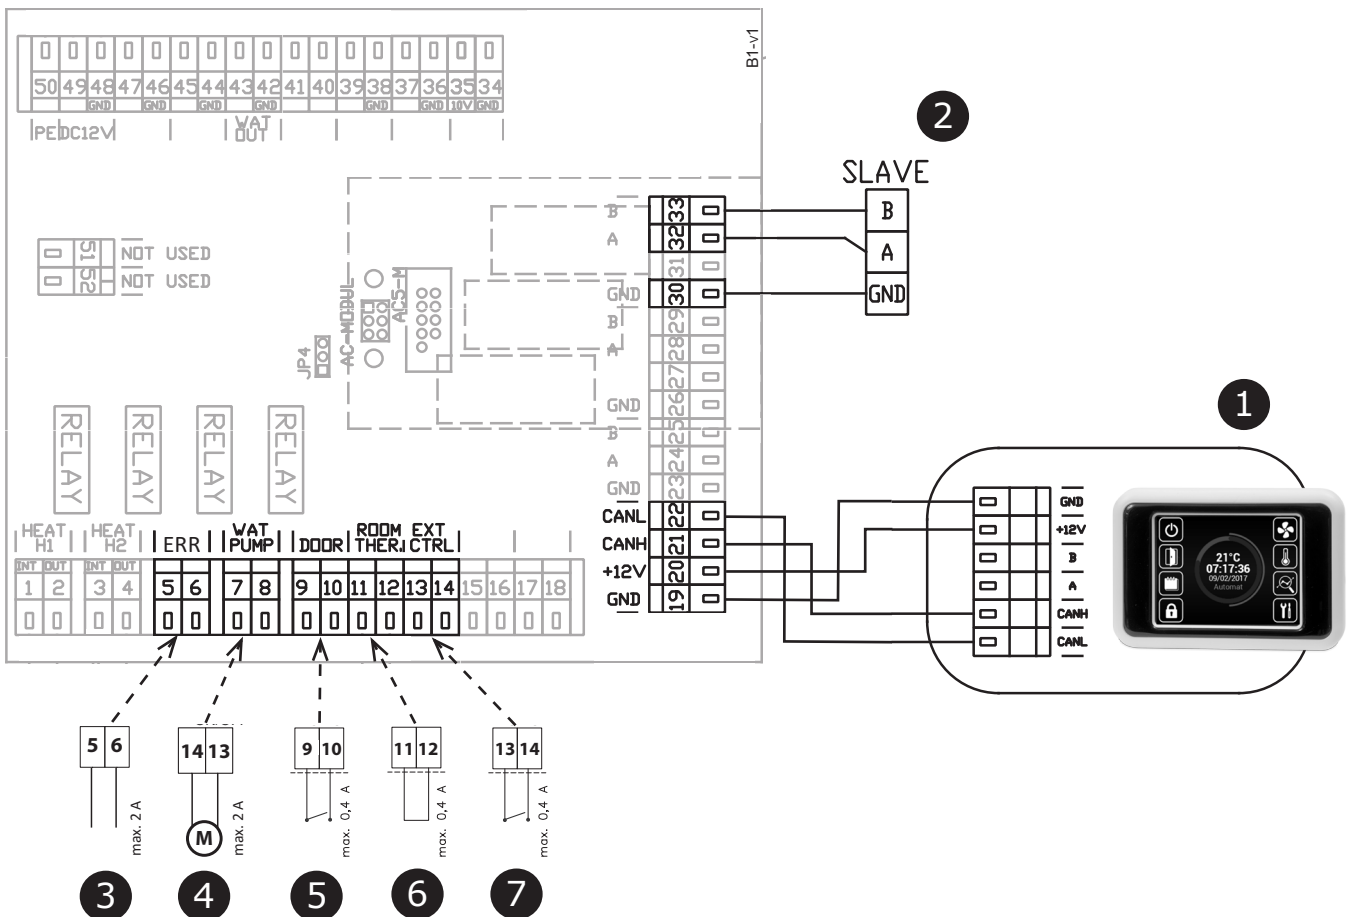 B1-v1
50 49 48 47 46 45 44 43 42 41 40 39 38 37 36 35 34
GND GND GND GND GND GND 10V GND
PE DC12V WAT OUT
2
SLAVE
B
A
GND
B 33
A 32
31
GND 30
B 29
A 28
27
GND 26
B 25
A 24
GND 23
CANL 22
CANH 21
+12V 20
GND 19
51 NOT USED
52 NOT USED
JP4
AC-MODUL
AC5-M
RELAY RELAY RELAY RELAY
1
GND
+12V
B
A
CANH
CANL
21°C
07:17:36
09/02/2017
Automat
HEAT H1 HEAT H2 ERR WAT PUMP DOOR ROOM THER. EXT CTRL
INT OUT INT OUT
1 2 3 4 5 6 7 8 9 10 11 12 13 14 15 16 17 18
5 6
max. 2 A
3
14 13
M
max. 2 A
4
9 10
max. 0,4 A
5
11 12
max. 0,4 A
6
13 14
max. 0,4 A
7